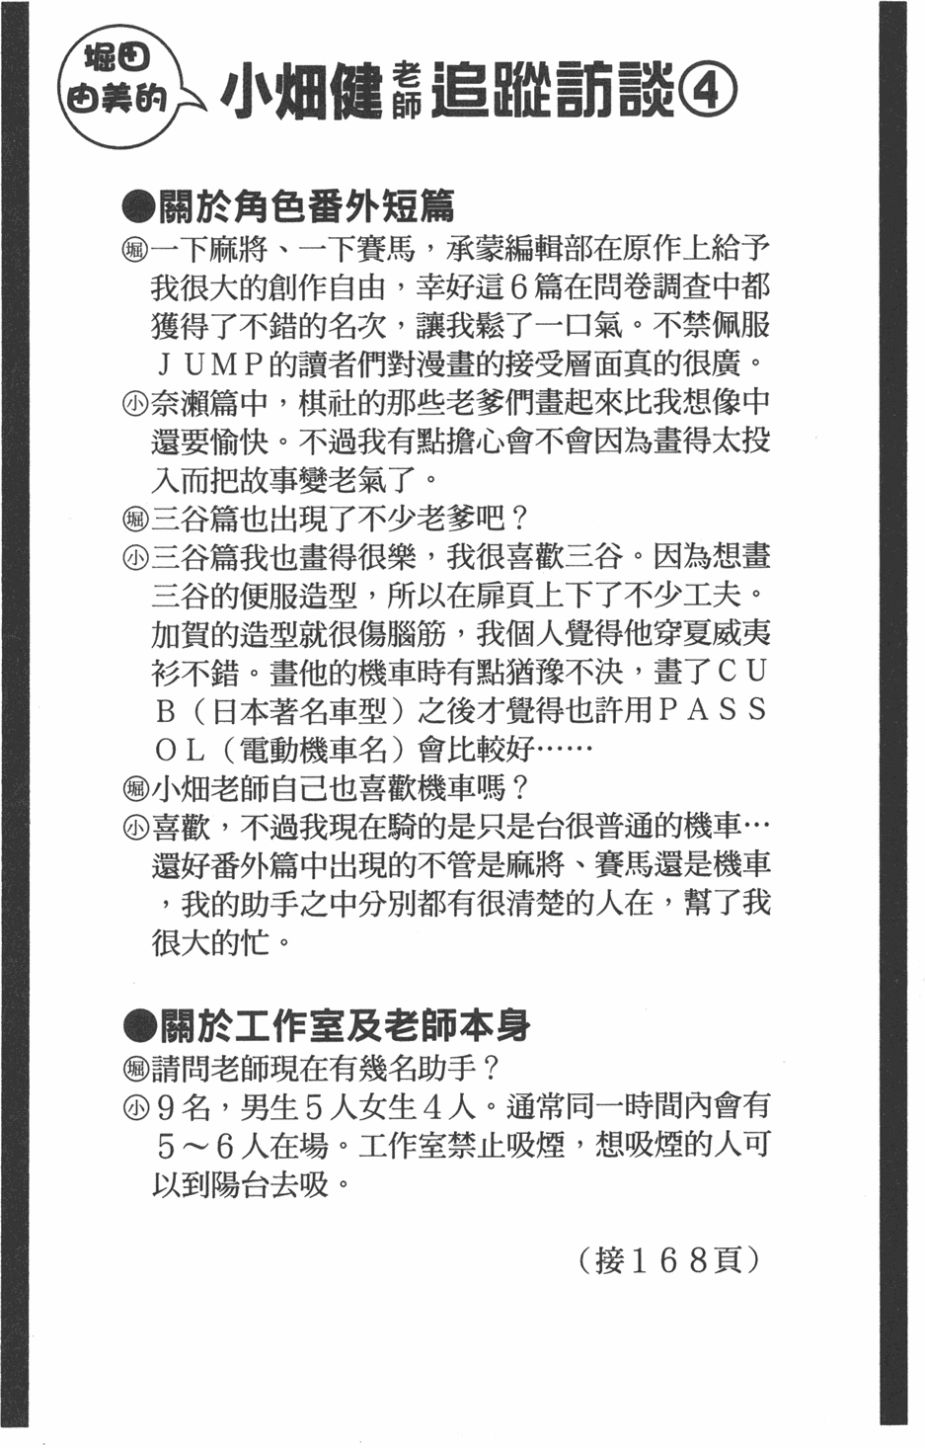 堀田
由美的
小畑健老師追蹤訪談④
●關於角色番外短篇
㊟一下麻將、一下賽馬，承蒙編輯部在原作上給予
我很大的創作自由，幸好這６篇在問卷調查中都
獲得了不錯的名次，讓我鬆了一口氣。不禁佩服
ＪＵＭＰ的讀者們對漫畫的接受層面真的很廣。
小奈瀨篇中，棋社的那些老爹們畫起來比我想像中
還要愉快。不過我有點擔心會不會因為畫得太投
入而把故事變老氣了。
堀三谷篇也出現了不少老爹吧？
小三谷篇我也畫得很樂，我很喜歡三谷。因為想畫
三谷的便服造型，所以在扉頁上下了不少工夫。
加賀的造型就很傷腦筋，我個人覺得他穿夏威夷
衫不錯。畫他的機車時有點猶豫不決，畫了ＣＵ
Ｂ（日本著名車型）之後才覺得也許用ＰＡＳＳ
ＯＬ（電動機車名）會比較好……
堀小畑老師自己也喜歡機車嗎？
小喜歡，不過我現在騎的是只是台很普通的機車…
還好番外篇中出現的不管是麻將、賽馬還是機車
，我的助手之中分別都有很清楚的人在，幫了我
很大的忙。
●關於工作室及老師本身
堀請問老師現在有幾名助手？
小９名，男生５人女生４人。通常同一時間內會有
５～６人在場。工作室禁止吸煙，想吸煙的人可
以到陽台去吸。
（接１６８頁）